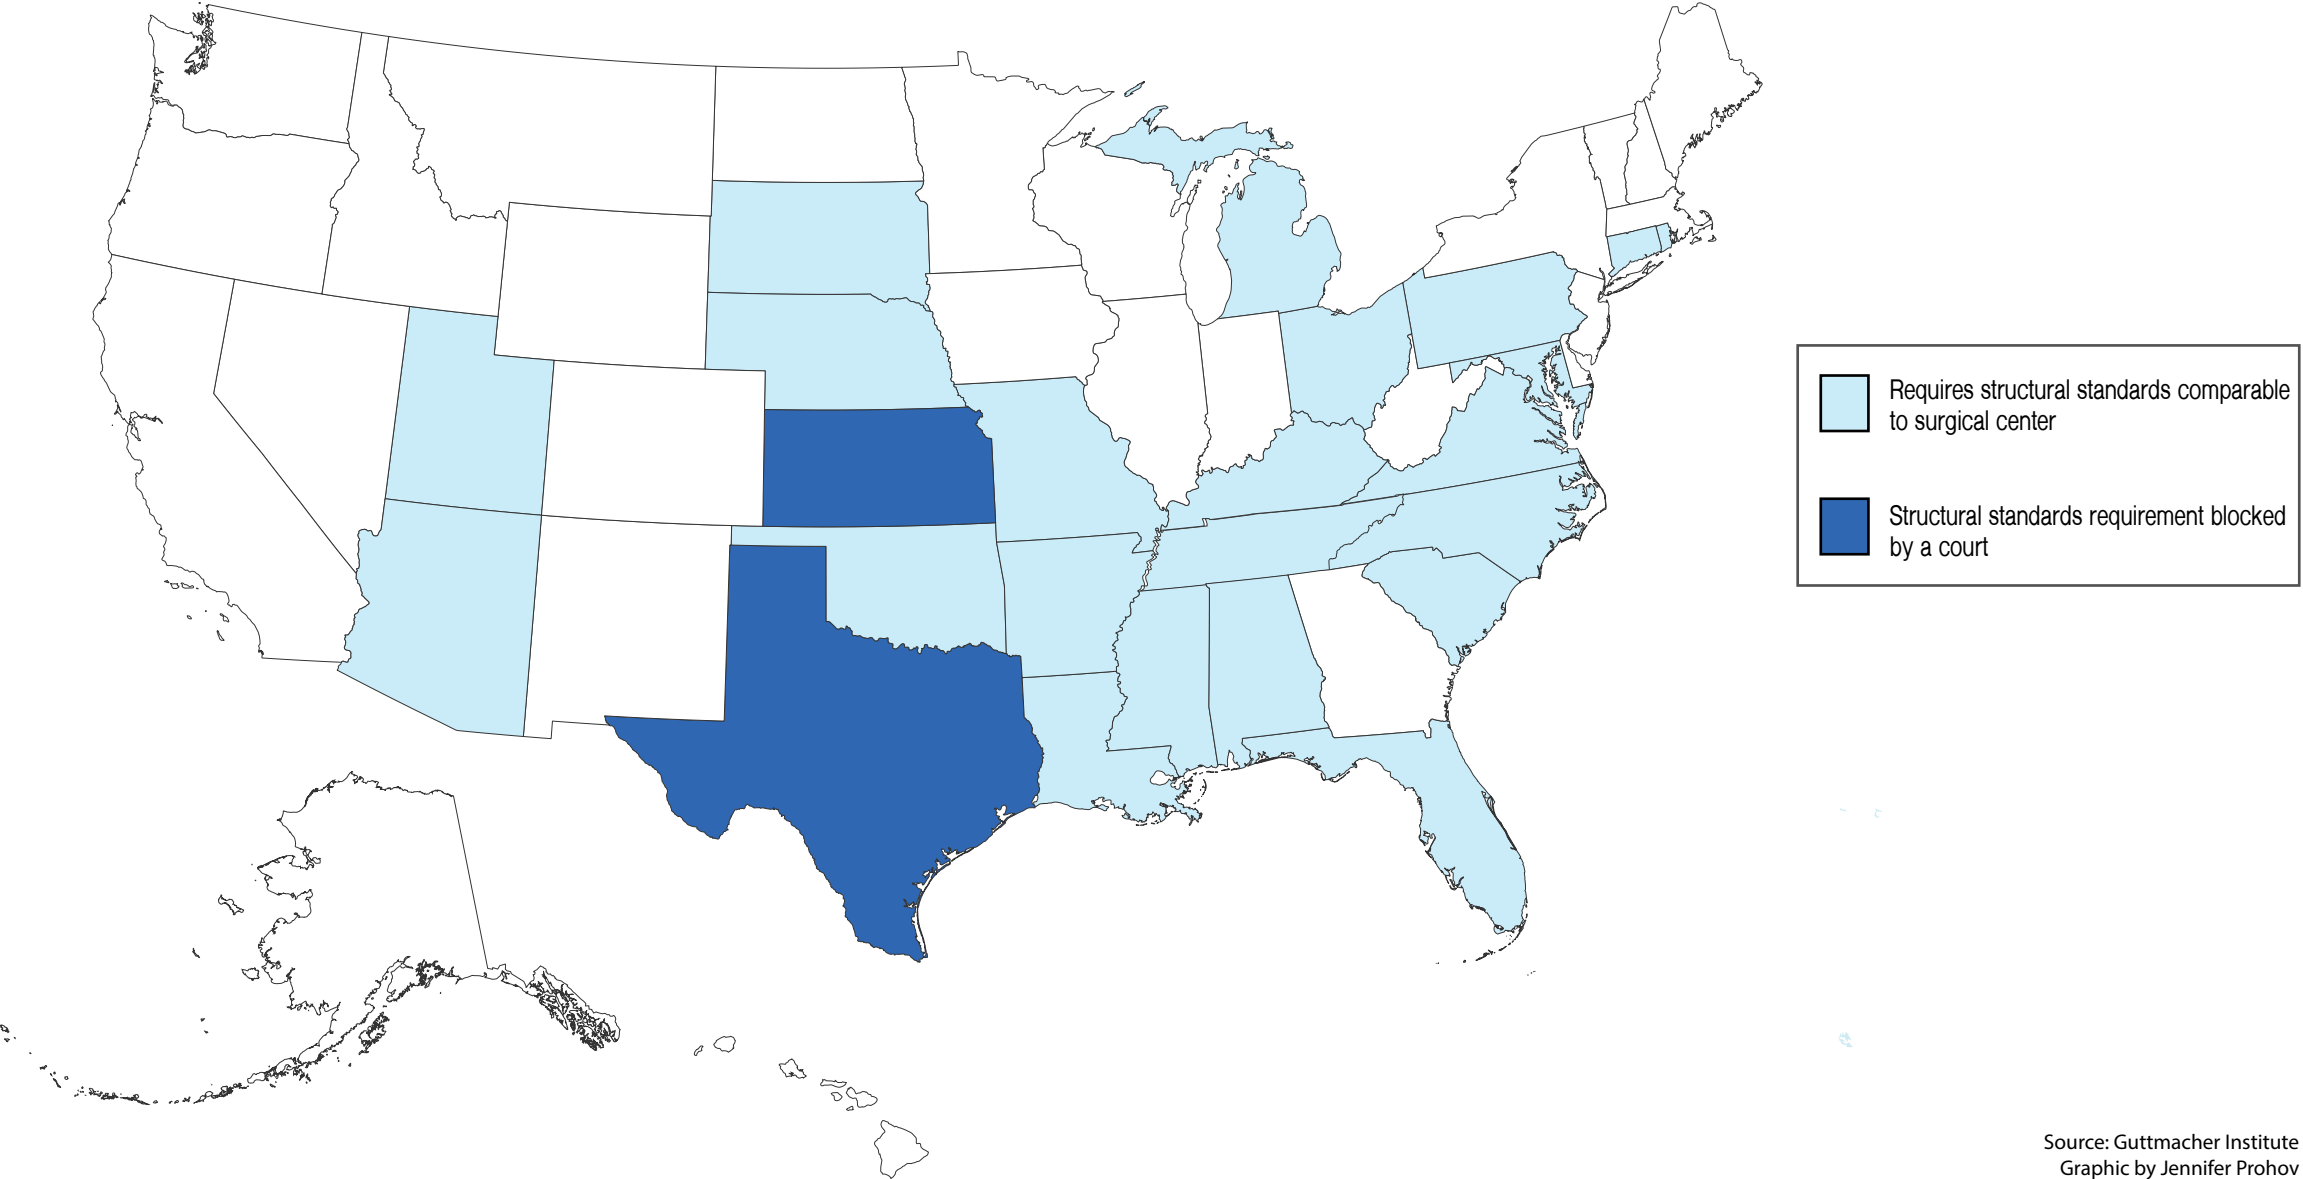 Requires structural standards comparable
to surgical center
Structural standards requirement blocked
by a court
Source: Guttmacher Institute
Graphic by Jennifer Prohov